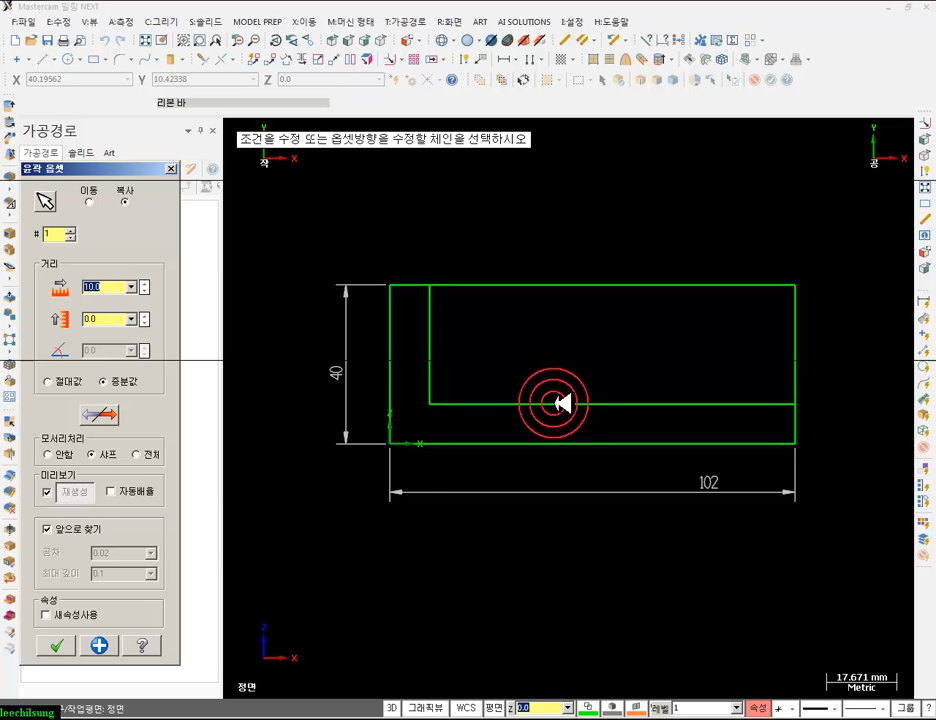 Mastercam 밀링 NEXT
F:파일 E:수정 V:뷰 A:측정 C:그리기 S:솔리드 MODEL PREP X:이동 M:머신 형태 T:가공경로 R:화면 ART AI SOLUTIONS I:설정 H:도움말
X 40.19562 Y 10.42338 Z 0.0
리본 바
가공경로
가공경로 솔리드 Art
윤곽 옵셋
이동 복사
# 1
거리
10.0
0.0
0.0
절대값 증분값
모서리처리
안함 샤프 전체
미리보기
재생성 자동배율
앞으로 찾기
공차 0.02
최대 깊이 0.1
속성
새속성사용
조건을 수정 또는 옵셋방향을 수정할 체인을 선택하시오
Y
X
작
Y
X
공
40
Z
X
102
Z
X
정면
17.671 mm
Metric
leechilsung
/작업평면: 정면
3D 그래픽뷰 WCS 평면 Z 0.0 레벨 1 속성 그룹 ?